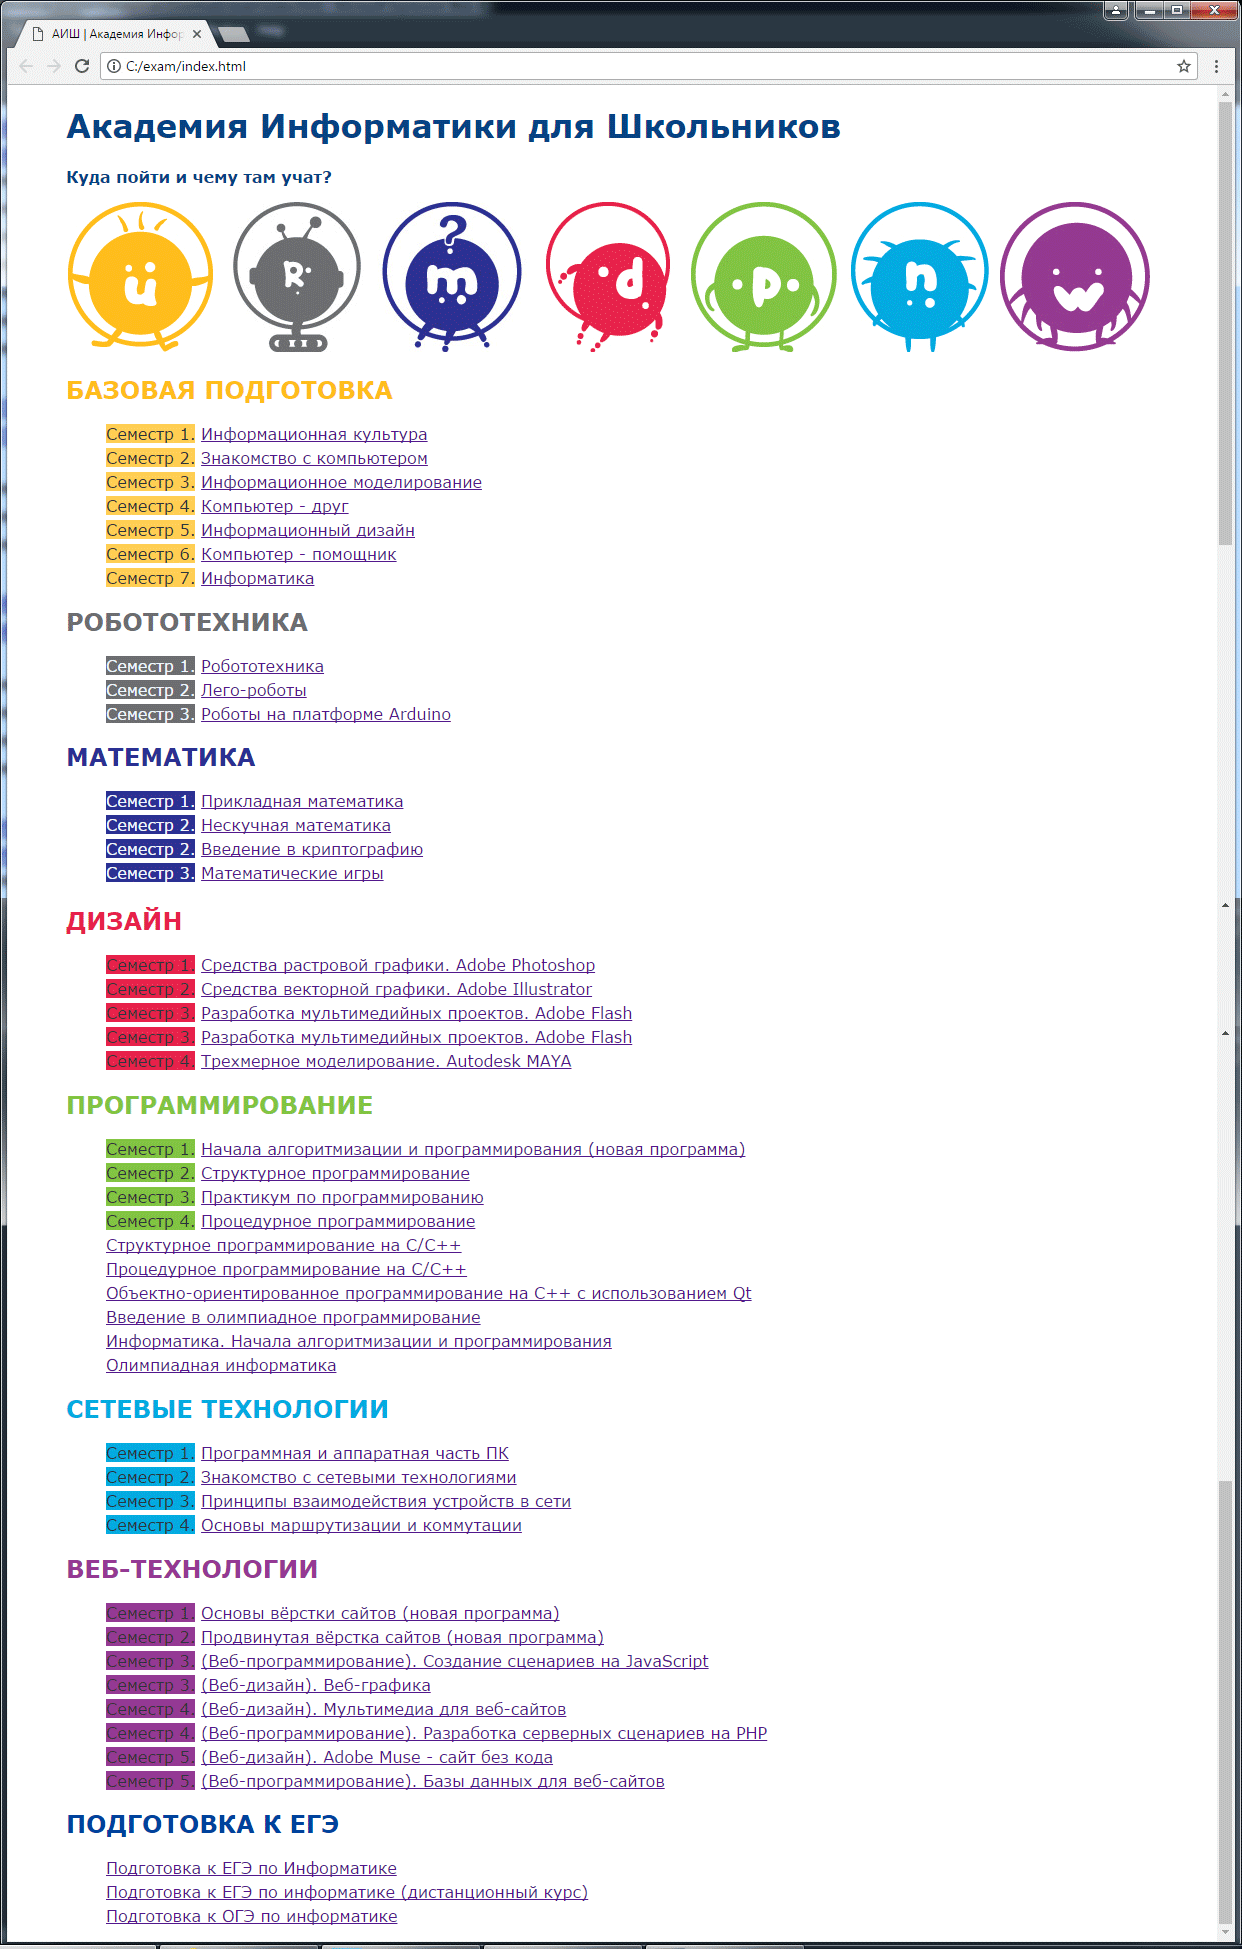 АИШ | Академия Инфор
C:/exam/index.html
Академия Информатики для Школьников
Куда пойти и чему там учат?
ü R m ? d p n w
БАЗОВАЯ ПОДГОТОВКА
Семестр 1. Информационная культура
Семестр 2. Знакомство с компьютером
Семестр 3. Информационное моделирование
Семестр 4. Компьютер - друг
Семестр 5. Информационный дизайн
Семестр 6. Компьютер - помощник
Семестр 7. Информатика
РОБОТОТЕХНИКА
Семестр 1. Робототехника
Семестр 2. Лего-роботы
Семестр 3. Роботы на платформе Arduino
МАТЕМАТИКА
Семестр 1. Прикладная математика
Семестр 2. Нескучная математика
Семестр 2. Введение в криптографию
Семестр 3. Математические игры
ДИЗАЙН
Семестр 1. Средства растровой графики. Adobe Photoshop
Семестр 2. Средства векторной графики. Adobe Illustrator
Семестр 3. Разработка мультимедийных проектов. Adobe Flash
Семестр 3. Разработка мультимедийных проектов. Adobe Flash
Семестр 4. Трехмерное моделирование. Autodesk MAYA
ПРОГРАММИРОВАНИЕ
Семестр 1. Начала алгоритмизации и программирования (новая программа)
Семестр 2. Структурное программирование
Семестр 3. Практикум по программированию
Семестр 4. Процедурное программирование
Структурное программирование на С/С++
Процедурное программирование на С/С++
Объектно-ориентированное программирование на С++ с использованием Qt
Введение в олимпиадное программирование
Информатика. Начала алгоритмизации и программирования
Олимпиадная информатика
СЕТЕВЫЕ ТЕХНОЛОГИИ
Семестр 1. Программная и аппаратная часть ПК
Семестр 2. Знакомство с сетевыми технологиями
Семестр 3. Принципы взаимодействия устройств в сети
Семестр 4. Основы маршрутизации и коммутации
ВЕБ-ТЕХНОЛОГИИ
Семестр 1. Основы вёрстки сайтов (новая программа)
Семестр 2. Продвинутая вёрстка сайтов (новая программа)
Семестр 3. (Веб-программирование). Создание сценариев на JavaScript
Семестр 3. (Веб-дизайн). Веб-графика
Семестр 4. (Веб-дизайн). Мультимедиа для веб-сайтов
Семестр 4. (Веб-программирование). Разработка серверных сценариев на PHP
Семестр 5. (Веб-дизайн). Adobe Muse - сайт без кода
Семестр 5. (Веб-программирование). Базы данных для веб-сайтов
ПОДГОТОВКА К ЕГЭ
Подготовка к ЕГЭ по Информатике
Подготовка к ЕГЭ по информатике (дистанционный курс)
Подготовка к ОГЭ по информатике